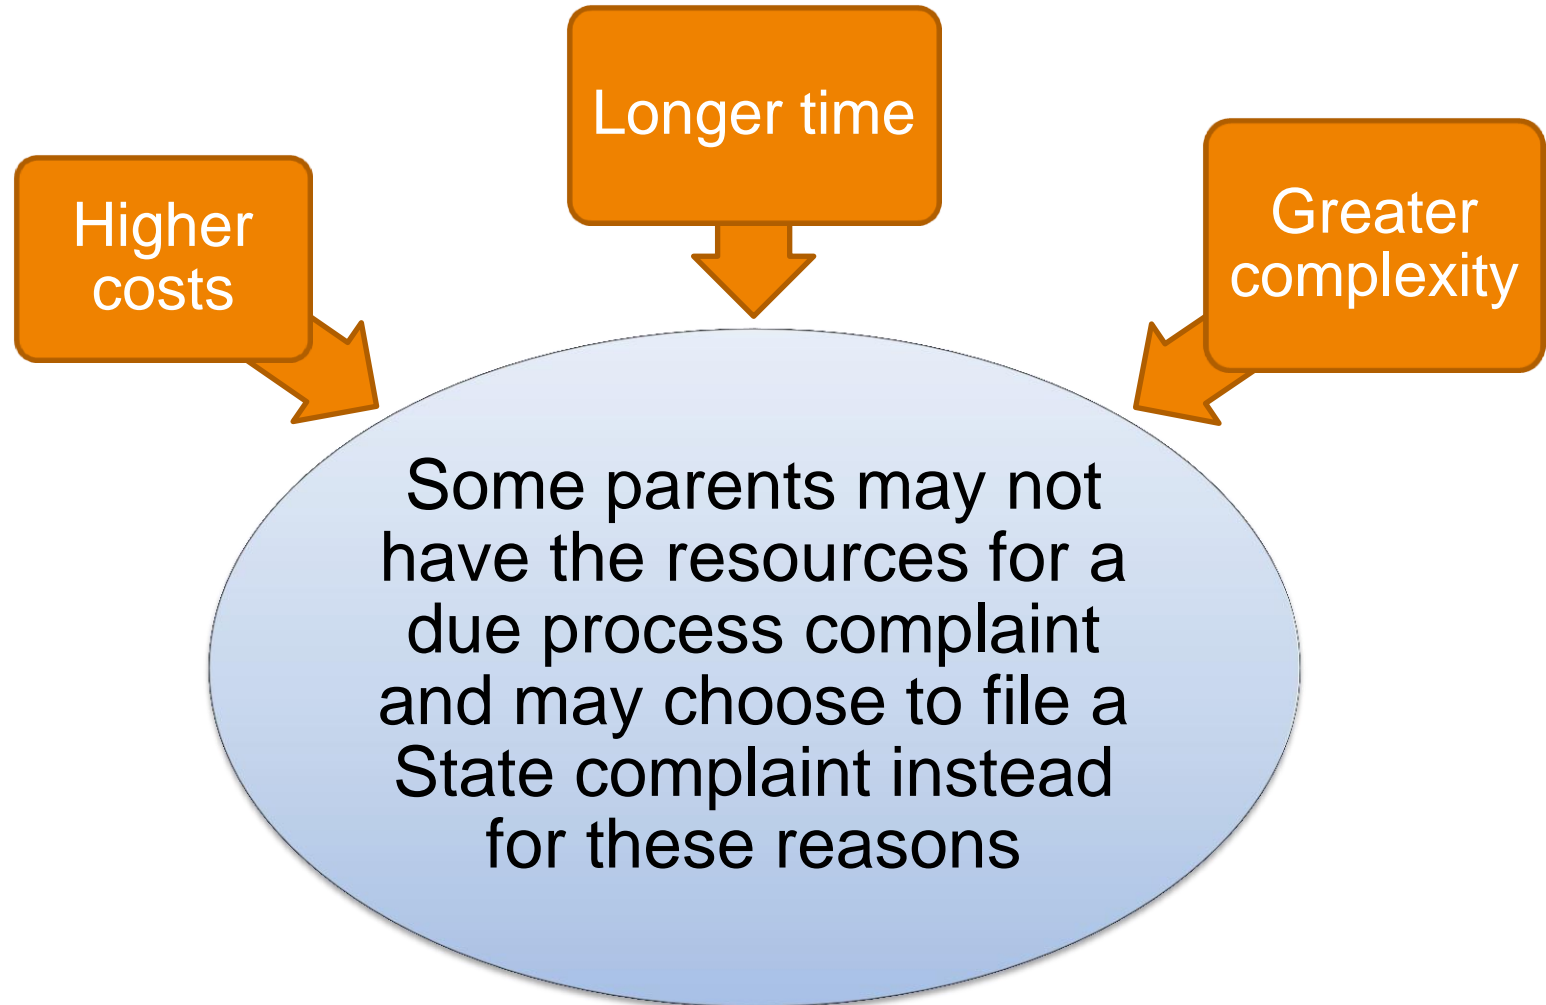 Longer time
Higher
costs
Greater
complexity
Some parents may not
have the resources for a
due process complaint
and may choose to file a
State complaint instead
for these reasons